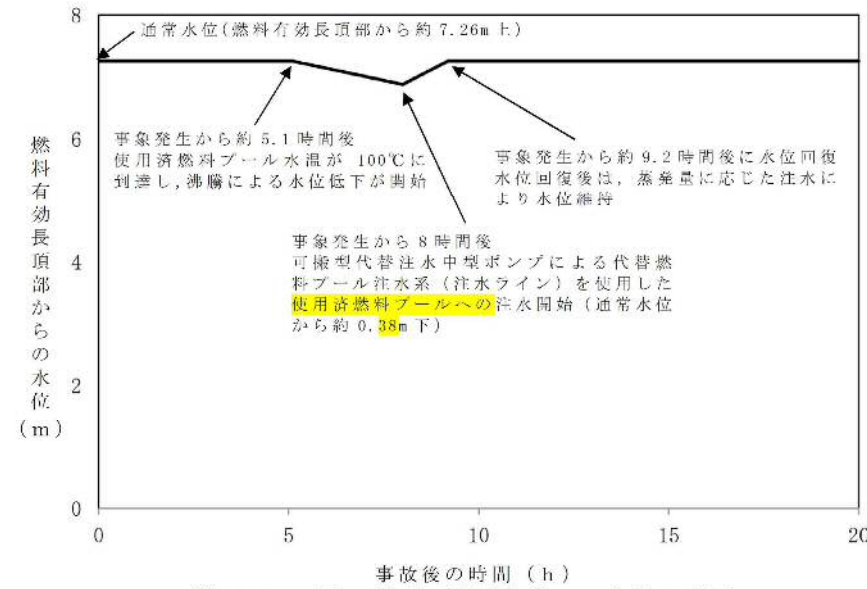 8
通常水位(燃料有効長頂部から約 7.26m 上)
6
事象発生から約 5.1 時間後
使用済燃料プール水温が 100℃に
到達し,沸騰による水位低下が開始
事象発生から約 9.2 時間後に水位回復
水位回復後は, 蒸発量に応じた注水に
より水位維持
事象発生から 8 時間後
可搬型代替注水中型ポンプによる代替燃
料プール注水系(注水ライン)を使用した
使用済燃料プールへの注水開始(通常水位
から約 0.38m 下)
4
2
0
燃料有効長頂部からの水位(m)
0 5 10 15 20
事故後の時間(h)